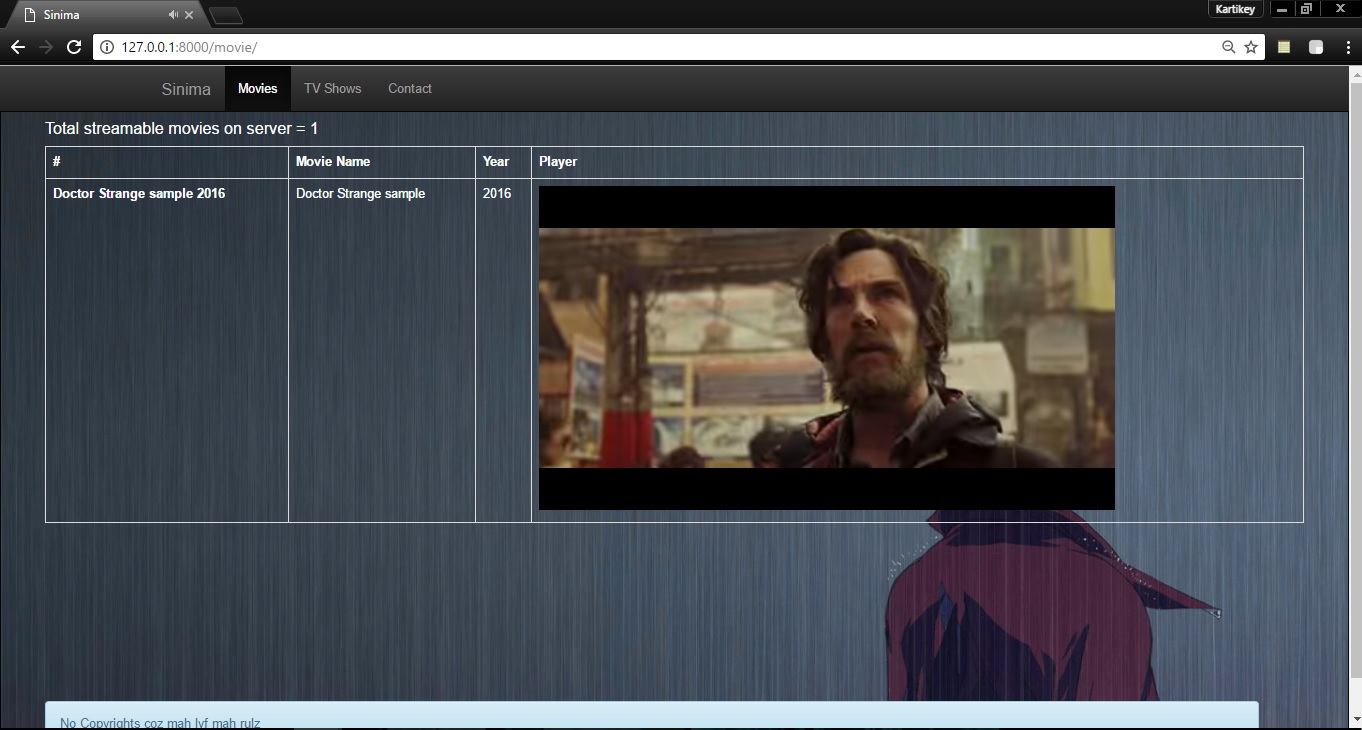 Sinima
Kartikey
127.0.0.1:8000/movie/
Sinima Movies TV Shows Contact
Total streamable movies on server = 1
# Movie Name Year Player
Doctor Strange sample 2016 Doctor Strange sample 2016
No Copyrights coz mah lyf mah rulz